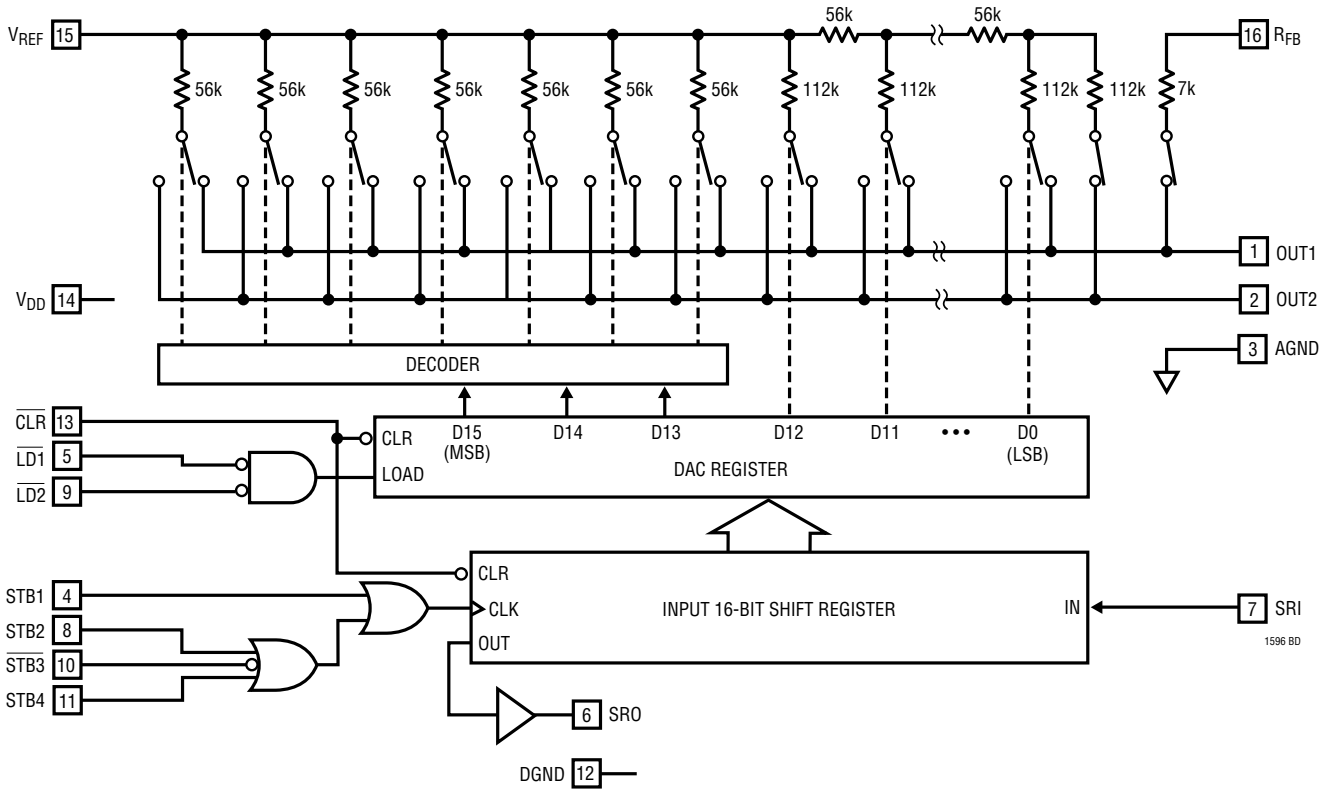 56k 56k
VREF 15 16 RFB
56k 56k 56k 56k 56k 56k 56k 112k 112k 112k 112k 7k
1 OUT1
VDD 14 2 OUT2
3 AGND
DECODER
CLR 13
CLR D15 D14 D13 D12 D11 ••• D0
(MSB) (LSB)
LD1 5
LOAD DAC REGISTER
LD2 9
CLR
STB1 4
CLK INPUT 16-BIT SHIFT REGISTER IN 7 SRI
STB2 8
OUT
1596 BD
STB3 10
STB4 11
6 SRO
DGND 12